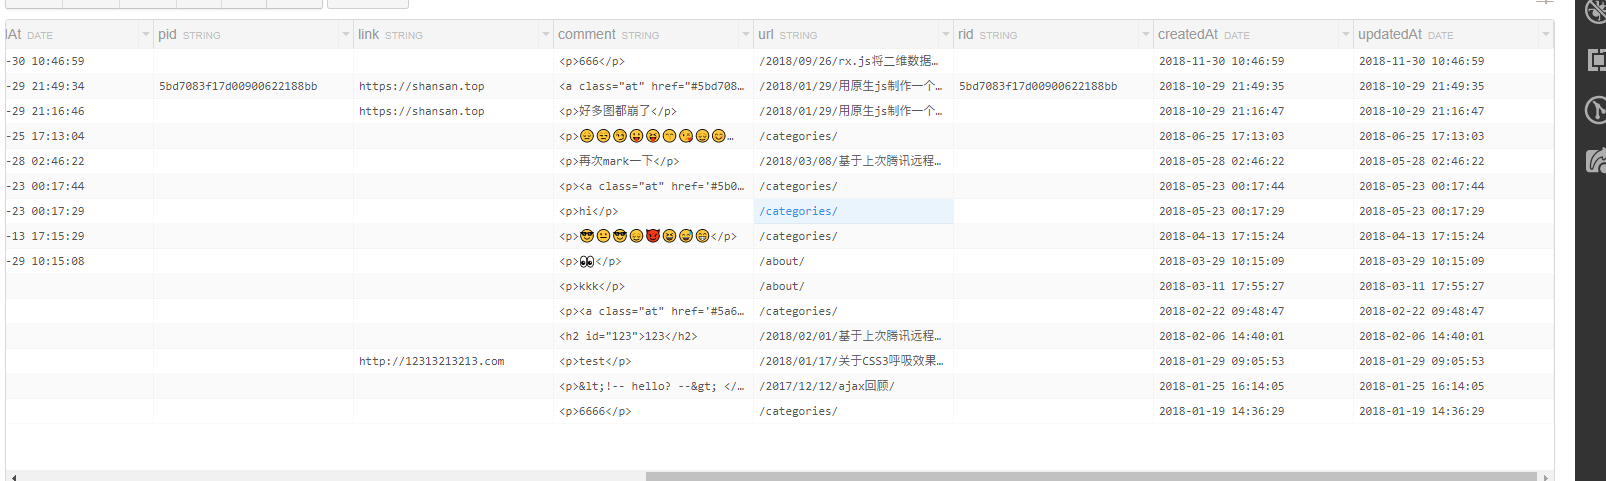 lAt DATE pid STRING link STRING comment STRING url STRING rid STRING createdAt DATE updatedAt DATE
-30 10:46:59 <p>666</p> /2018/09/26/rx.js将二维数据… 2018-11-30 10:46:59 2018-11-30 10:46:59
-29 21:49:34 5bd7083f17d00900622188bb https://shansan.top <a class="at" href="#5bd708… /2018/01/29/用原生js制作一个… 5bd7083f17d00900622188bb 2018-10-29 21:49:35 2018-10-29 21:49:35
-29 21:16:46 https://shansan.top <p>好多图都崩了</p> /2018/01/29/用原生js制作一个… 2018-10-29 21:16:47 2018-10-29 21:16:47
-25 17:13:04 <p>😑😒😏😛😝😙😘😑😋… /categories/ 2018-06-25 17:13:03 2018-06-25 17:13:03
-28 02:46:22 <p>再次mark一下</p> /2018/03/08/基于上次腾讯远程… 2018-05-28 02:46:22 2018-05-28 02:46:22
-23 00:17:44 <p><a class="at" href='#5b0… /categories/ 2018-05-23 00:17:44 2018-05-23 00:17:44
-23 00:17:29 <p>hi</p> /categories/ 2018-05-23 00:17:29 2018-05-23 00:17:29
-13 17:15:29 <p>😎😐😎😑😈😆😅😁</p> /categories/ 2018-04-13 17:15:24 2018-04-13 17:15:29
-29 10:15:08 <p>👀</p> /about/ 2018-03-29 10:15:09 2018-03-29 10:15:09
<p>kkk</p> /about/ 2018-03-11 17:55:27 2018-03-11 17:55:27
<p><a class="at" href='#5a6… /categories/ 2018-02-22 09:48:47 2018-02-22 09:48:47
<h2 id="123">123</h2> /2018/02/01/基于上次腾讯远程… 2018-02-06 14:40:01 2018-02-06 14:40:01
http://12313213213.com <p>test</p> /2018/01/17/关于CSS3呼吸效果… 2018-01-29 09:05:53 2018-01-29 09:05:53
<p>&lt;!-- hello? --&gt; </… /2017/12/12/ajax回顾/ 2018-01-25 16:14:05 2018-01-25 16:14:05
<p>6666</p> /categories/ 2018-01-19 14:36:29 2018-01-19 14:36:29